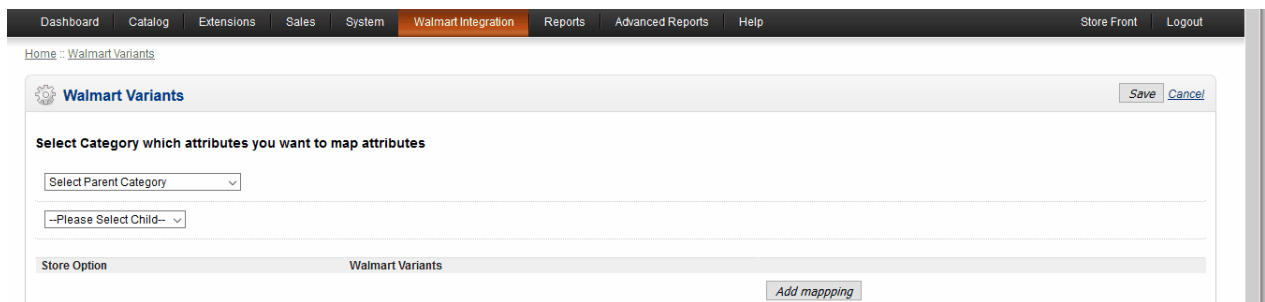 Dashboard Catalog Extensions Sales System Walmart Integration Reports Advanced Reports Help Store Front Logout
Home :: Walmart Variants
Walmart Variants Save Cancel
Select Category which attributes you want to map attributes
Select Parent Category
--Please Select Child--
Store Option Walmart Variants
Add mappping